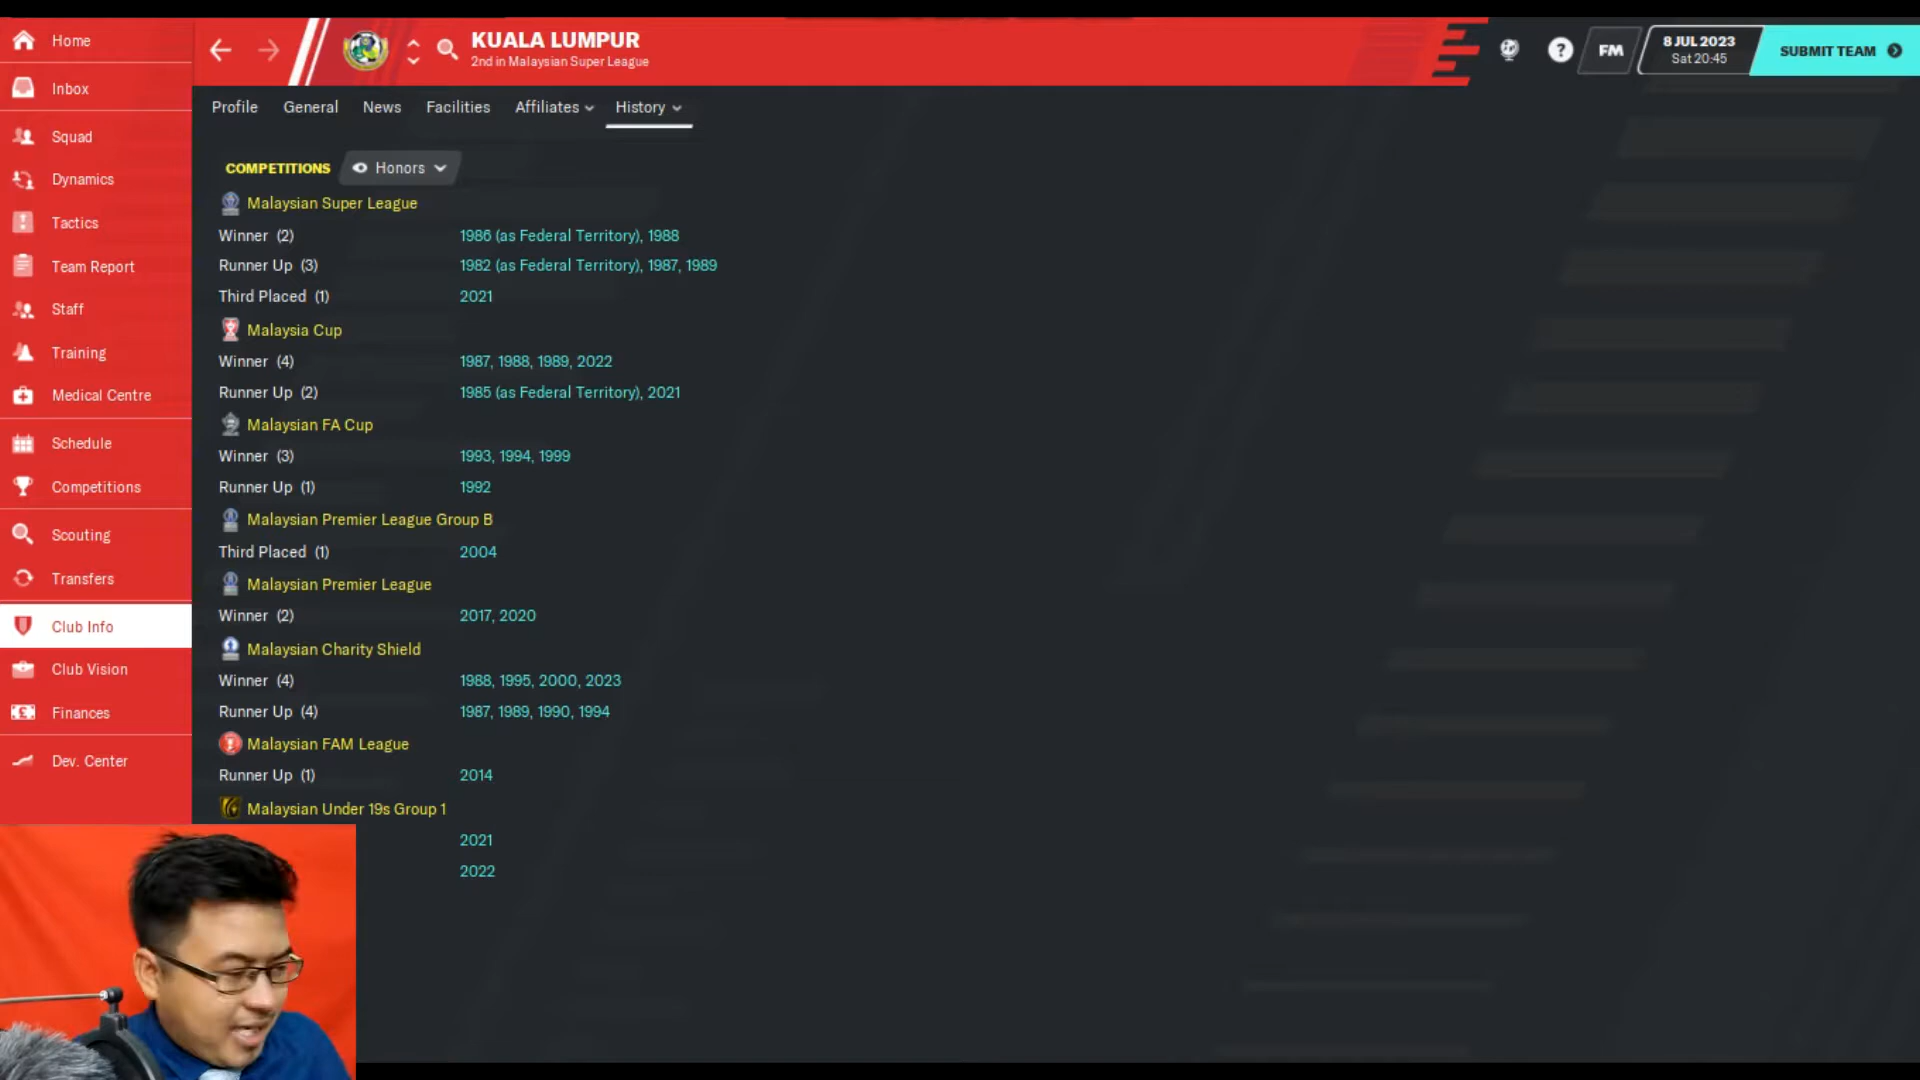 Home
Inbox
Squad
Dynamics
Tactics
Team Report
Staff
Training
Medical Centre
Schedule
Competitions
Scouting
Transfers
Club Info
Club Vision
Finances
Dev. Center
KUALA LUMPUR
2nd in Malaysian Super League
?
FM
8 JUL 2023
Sat 20:45
SUBMIT TEAM
Profile General News Facilities Affiliates History
COMPETITIONS Honors
Malaysian Super League
Winner (2) 1986 (as Federal Territory), 1988
Runner Up (3) 1982 (as Federal Territory), 1987, 1989
Third Placed (1) 2021
Malaysia Cup
Winner (4) 1987, 1988, 1989, 2022
Runner Up (2) 1985 (as Federal Territory), 2021
Malaysian FA Cup
Winner (3) 1993, 1994, 1999
Runner Up (1) 1992
Malaysian Premier League Group B
Third Placed (1) 2004
Malaysian Premier League
Winner (2) 2017, 2020
Malaysian Charity Shield
Winner (4) 1988, 1995, 2000, 2023
Runner Up (4) 1987, 1989, 1990, 1994
Malaysian FAM League
Runner Up (1) 2014
Malaysian Under 19s Group 1
2021
2022